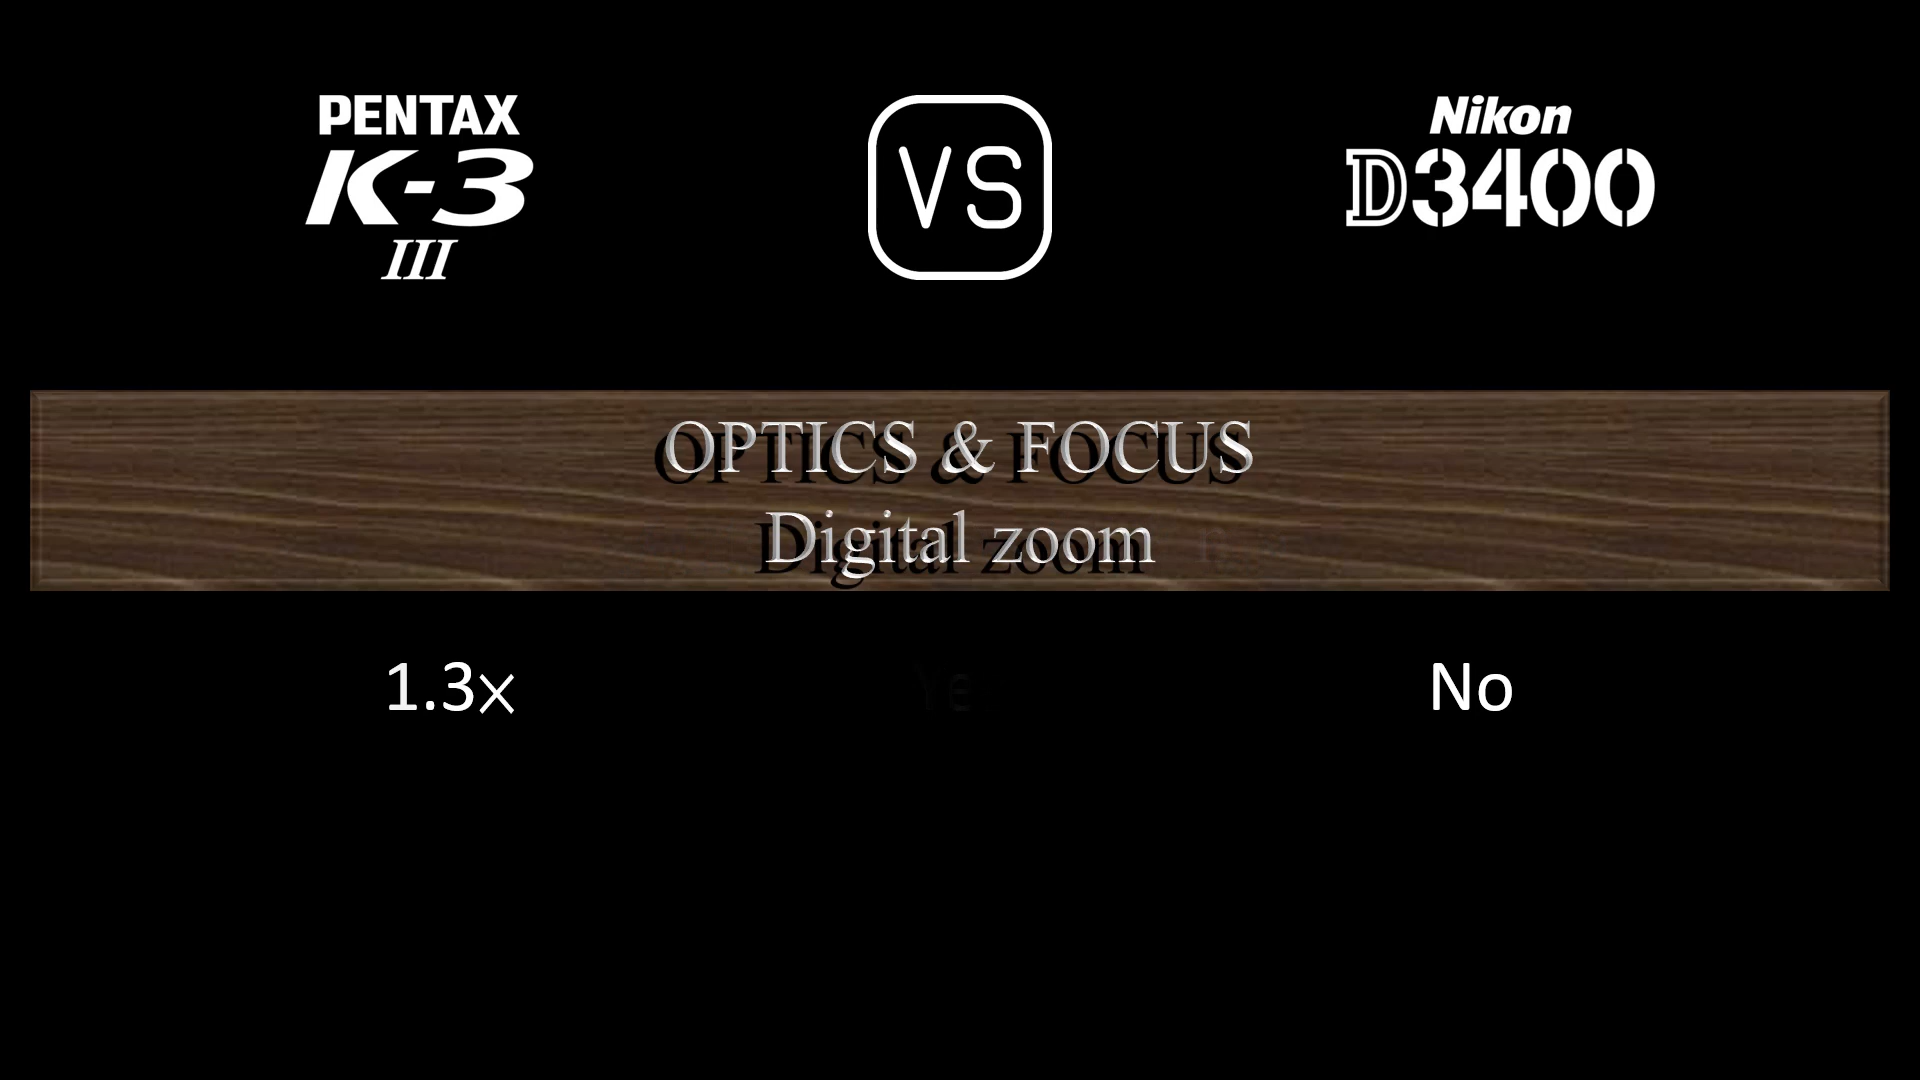 PENTAX
K-3
III
VS
Nikon
D3400
OPTICS & FOCUS
Digital zoom
1.3x
No